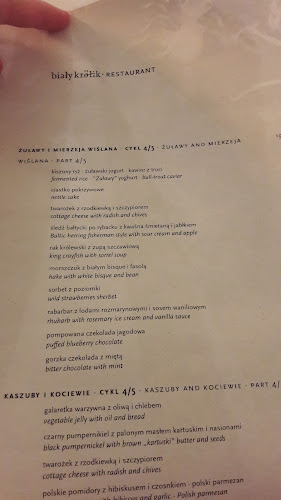 biały królik · RESTAURANT
ŻUŁAWY I MIERZEJA WIŚLANA · CYKL 4/5 · ŻUŁAWY AND MIERZEJA
WIŚLANA · PART 4/5
kiszony ryż · żuławski jogurt · kawior z troci
fermented rice · "Żuławy" yoghurt · bull-trout caviar
ciastko pokrzywowe
nettle cake
twarożek z rzodkiewką i szczypiorem
cottage cheese with radish and chives
śledź bałtycki po rybacku z kwaśną śmietaną i jabłkiem
Baltic herring fisherman style with sour cream and apple
rak królewski z zupą szczawiową
king crayfish with sorrel soup
morszczuk z białym bisque i fasolą
hake with white bisque and bean
sorbet z poziomki
wild strawberries sherbet
rabarbar z lodami rozmarynowymi i sosem waniliowym
rhubarb with rosemary ice cream and vanilla sauce
pompowana czekolada jagodowa
puffed blueberry chocolate
gorzka czekolada z miętą
bitter chocolate with mint
KASZUBY I KOCIEWIE · CYKL 4/5 · KASZUBY AND KOCIEWIE · PART 4/
galaretka warzywna z oliwą i chlebem
vegetable jelly with oil and bread
czarny pumpernikiel z palonym masłem kartuskim i nasionami
black pumpernickel with brown „kartuski" butter and seeds
twarożek z rzodkiewką i szczypiorem
cottage cheese with radish and chives
polskie pomidory z hibiskusem i czosnkiem · polski parmezan
with hibiscus and garlic · Polish parmesan